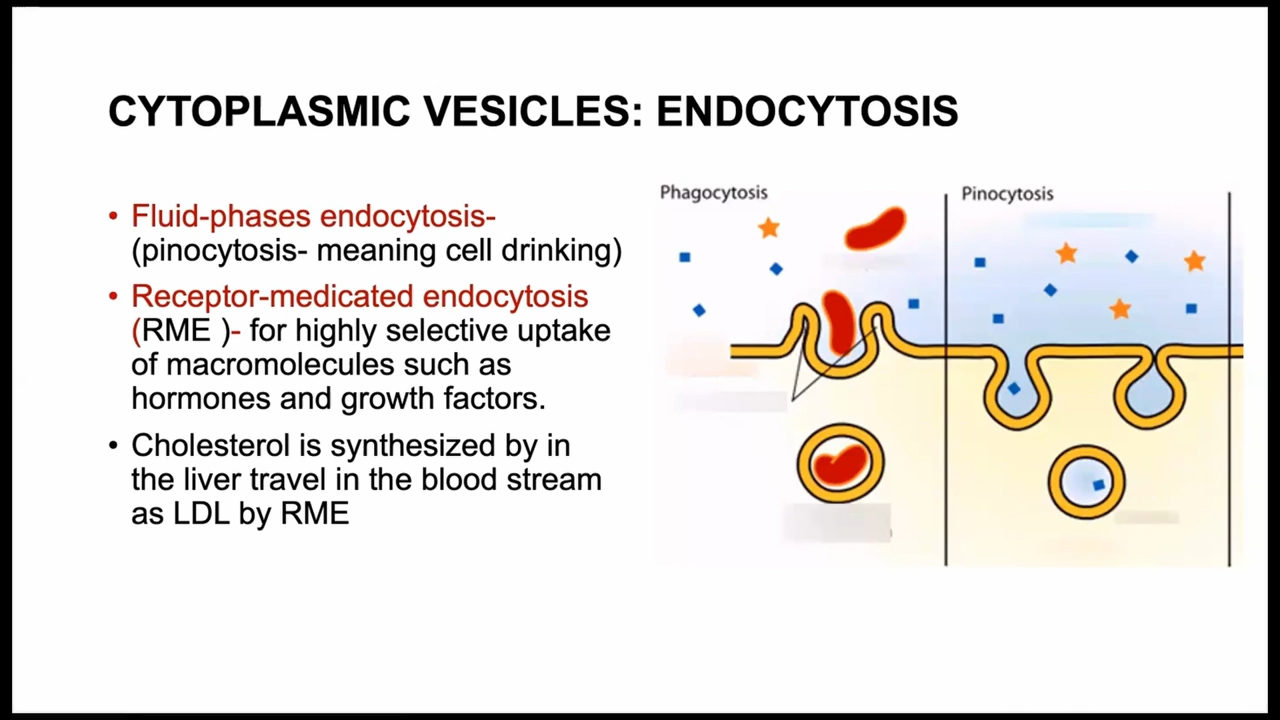 CYTOPLASMIC VESICLES: ENDOCYTOSIS
• Fluid-phases endocytosis-
(pinocytosis- meaning cell drinking)
• Receptor-medicated endocytosis
(RME )- for highly selective uptake
of macromolecules such as
hormones and growth factors.
• Cholesterol is synthesized by in
the liver travel in the blood stream
as LDL by RME
Phagocytosis
Pinocytosis